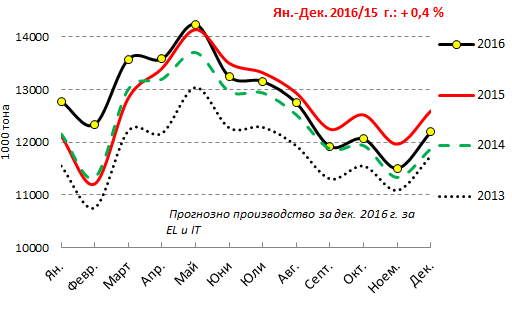 Ян.-Дек. 2016/15 г.: + 0,4 %
14000
13000
12000
11000
10000
1000 тона
2016
2015
2014
2013
Прогнозно производство за дек. 2016 г. за
EL и IT
Ян.
Февр.
Март
Апр.
Май
Юни
Юли
Авг.
Септ.
Окт.
Ноем.
Дек.